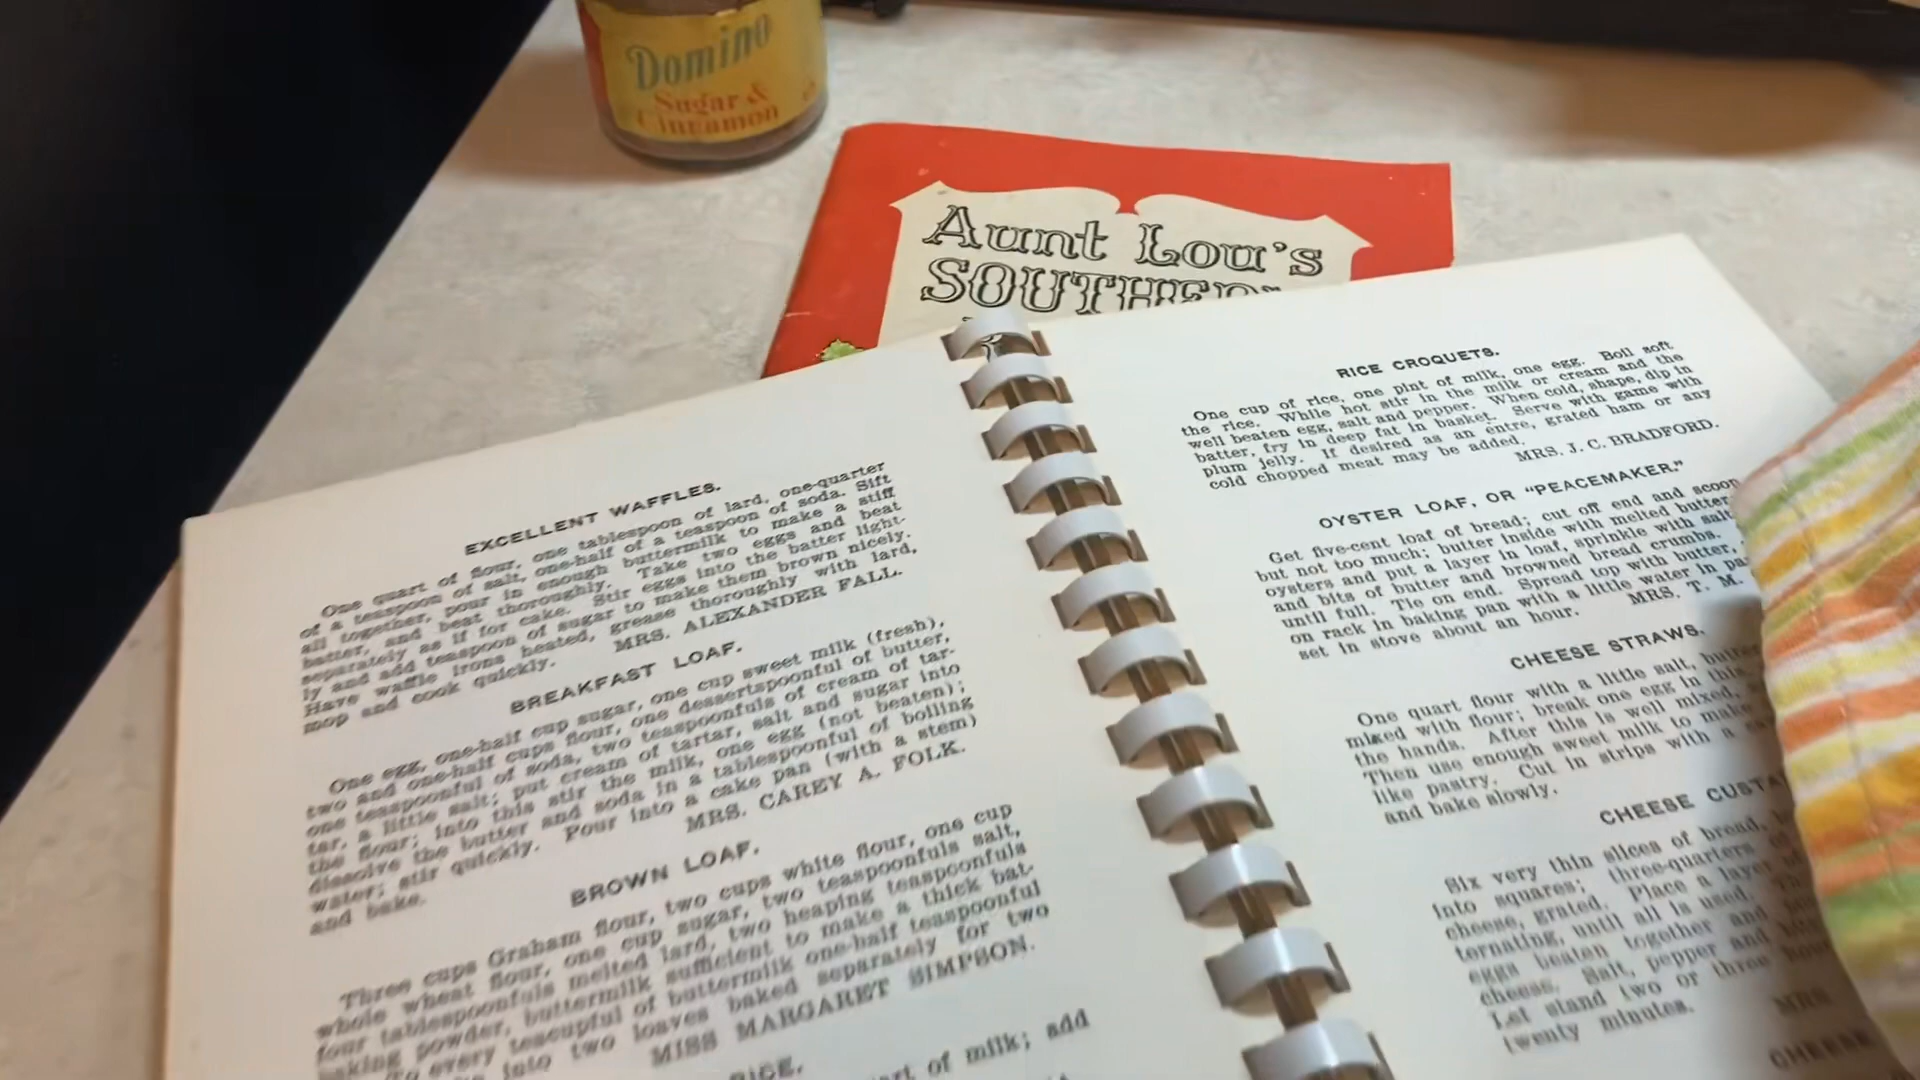 Domino
Sugar &
Cinnamon
Aunt Lou's
SOUTHERN
EXCELLENT WAFFLES.
One quart of flour, one tablespoon of lard, one-quarter
of a teaspoon of salt, one-half of a teaspoon of soda. Sift
all together, pour in enough buttermilk to make a stiff
batter, and beat thoroughly. Take two eggs and beat
separately as if for cake. Stir eggs into the batter light-
ly and add teaspoon of sugar to make them brown nicely.
Have waffle irons heated, grease thoroughly with lard,
mop and cook quickly. MRS. ALEXANDER FALL.
BREAKFAST LOAF.
One egg, one-half cup sugar, one cup sweet milk (fresh),
two and one-half cups flour, one dessertspoonful of butter,
one teaspoonful of soda, two teaspoonfuls of cream of tar-
tar, a little salt; put cream of tartar, salt and sugar into
the flour; into this stir the milk, one egg (not beaten);
dissolve the butter and soda in a tablespoonful of boiling
water; stir quickly. Pour into a cake pan (with a stem)
and bake. MRS. CAREY A. FOLK.
BROWN LOAF.
Three cups Graham flour, two cups white flour, one cup
whole wheat flour, one cup sugar, two teaspoonfuls salt,
four tablespoonfuls melted lard, two heaping teaspoonfuls
baking powder, buttermilk sufficient to make a thick bat-
To every teacupful of buttermilk one-half teaspoonful
into two loaves baked separately for two
MISS MARGARET SIMPSON.
RICE.
of milk; add
RICE CROQUETS.
One cup of rice, one pint of milk, one egg. Boil soft
the rice. While hot stir in the milk or cream and the
well beaten egg, salt and pepper. When cold, shape, dip in
batter, fry in deep fat in basket. Serve with game with
plum jelly. If desired as an entre, grated ham or any
cold chopped meat may be added.
MRS. J. C. BRADFORD.
OYSTER LOAF, OR "PEACEMAKER."
Get five-cent loaf of bread; cut off end and scoop
but not too much; butter inside with melted butter
oysters and put a layer in loaf, sprinkle with salt
and bits of butter and browned bread crumbs.
until full. Tie on end. Spread top with butter,
on rack in baking pan with a little water in
set in stove about an hour. MRS. T. M.
CHEESE STRAWS.
One quart flour with a little salt,
mixed with flour; break one egg in this
the hands. After this is well mixed,
Then use enough sweet milk to make
like pastry. Cut in strips with a
and bake slowly.
CHEESE
Six very thin slices of bread,
into squares; three-quarters
cheese, grated. Place a layer
ternating, until all is used.
eggs beaten together and
cheese. Salt, pepper and
Let stand two or three
twenty minutes.
MRS
CHEESE